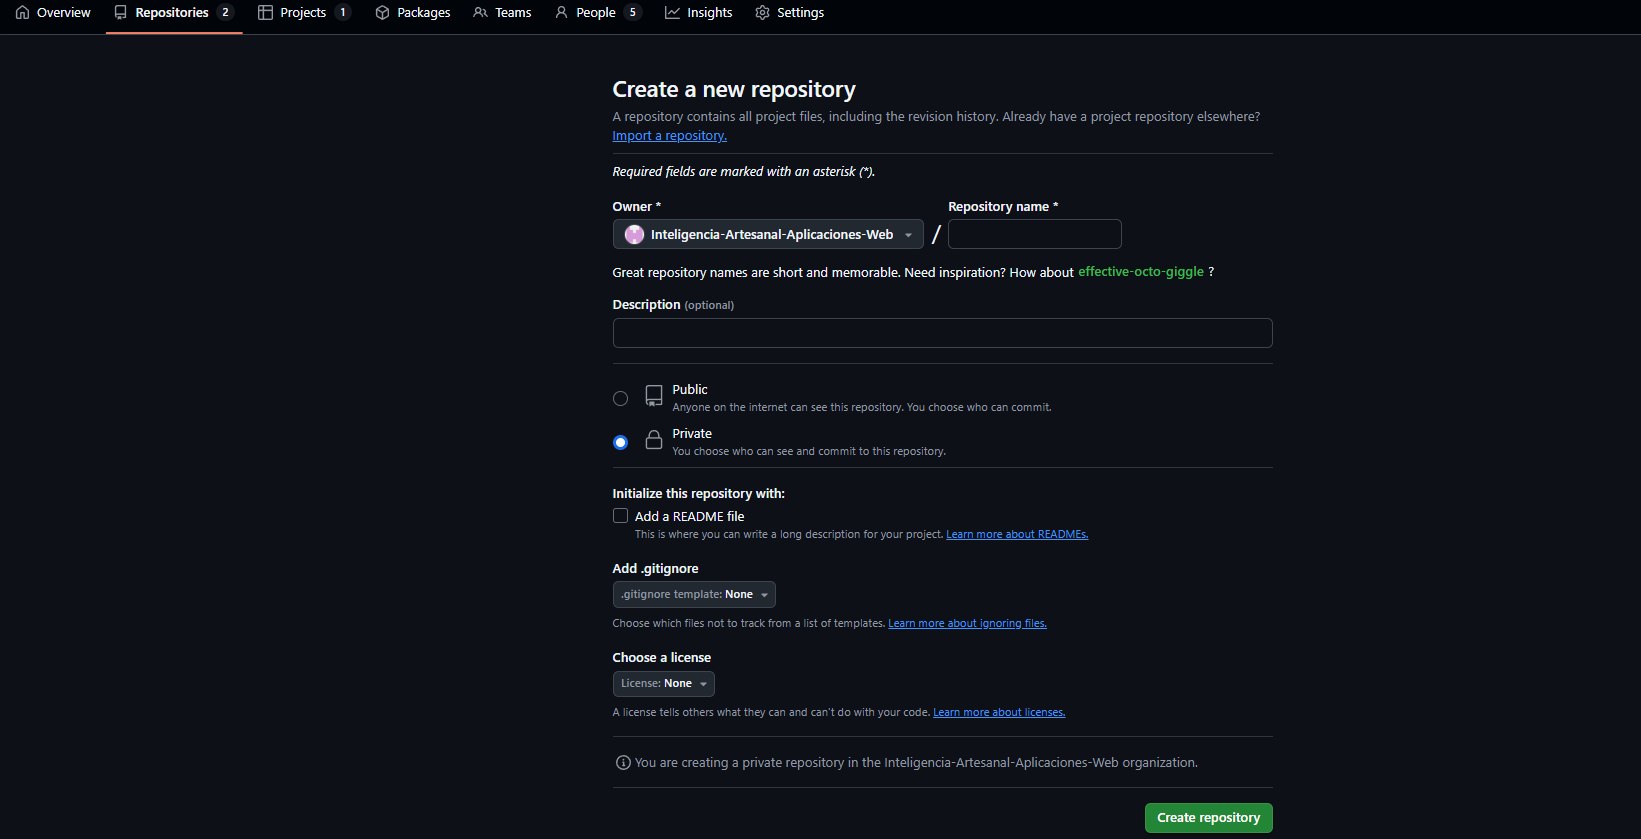 Overview Repositories 2 Projects 1 Packages Teams People 5 Insights Settings
Create a new repository
A repository contains all project files, including the revision history. Already have a project repository elsewhere?
Import a repository.
Required fields are marked with an asterisk (*).
Owner * Repository name *
Inteligencia-Artesanal-Aplicaciones-Web /
Great repository names are short and memorable. Need inspiration? How about effective-octo-giggle ?
Description (optional)
Public
Anyone on the internet can see this repository. You choose who can commit.
Private
You choose who can see and commit to this repository.
Initialize this repository with:
Add a README file
This is where you can write a long description for your project. Learn more about READMEs.
Add .gitignore
.gitignore template: None
Choose which files not to track from a list of templates. Learn more about ignoring files.
Choose a license
License: None
A license tells others what they can and can't do with your code. Learn more about licenses.
You are creating a private repository in the Inteligencia-Artesanal-Aplicaciones-Web organization.
Create repository